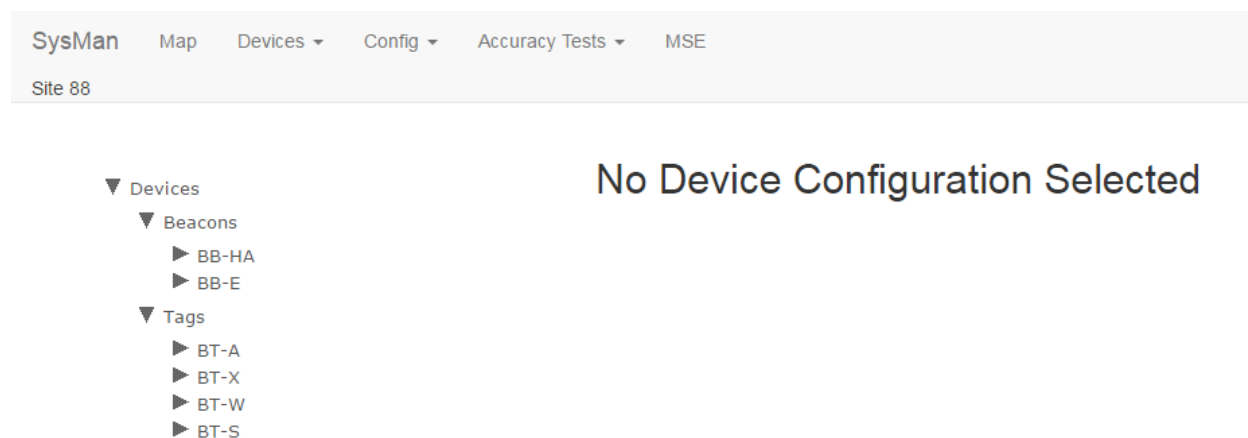 SysMan Map Devices Config Accuracy Tests MSE
Site 88
No Device Configuration Selected
Devices
Beacons
BB-HA
BB-E
Tags
BT-A
BT-X
BT-W
BT-S